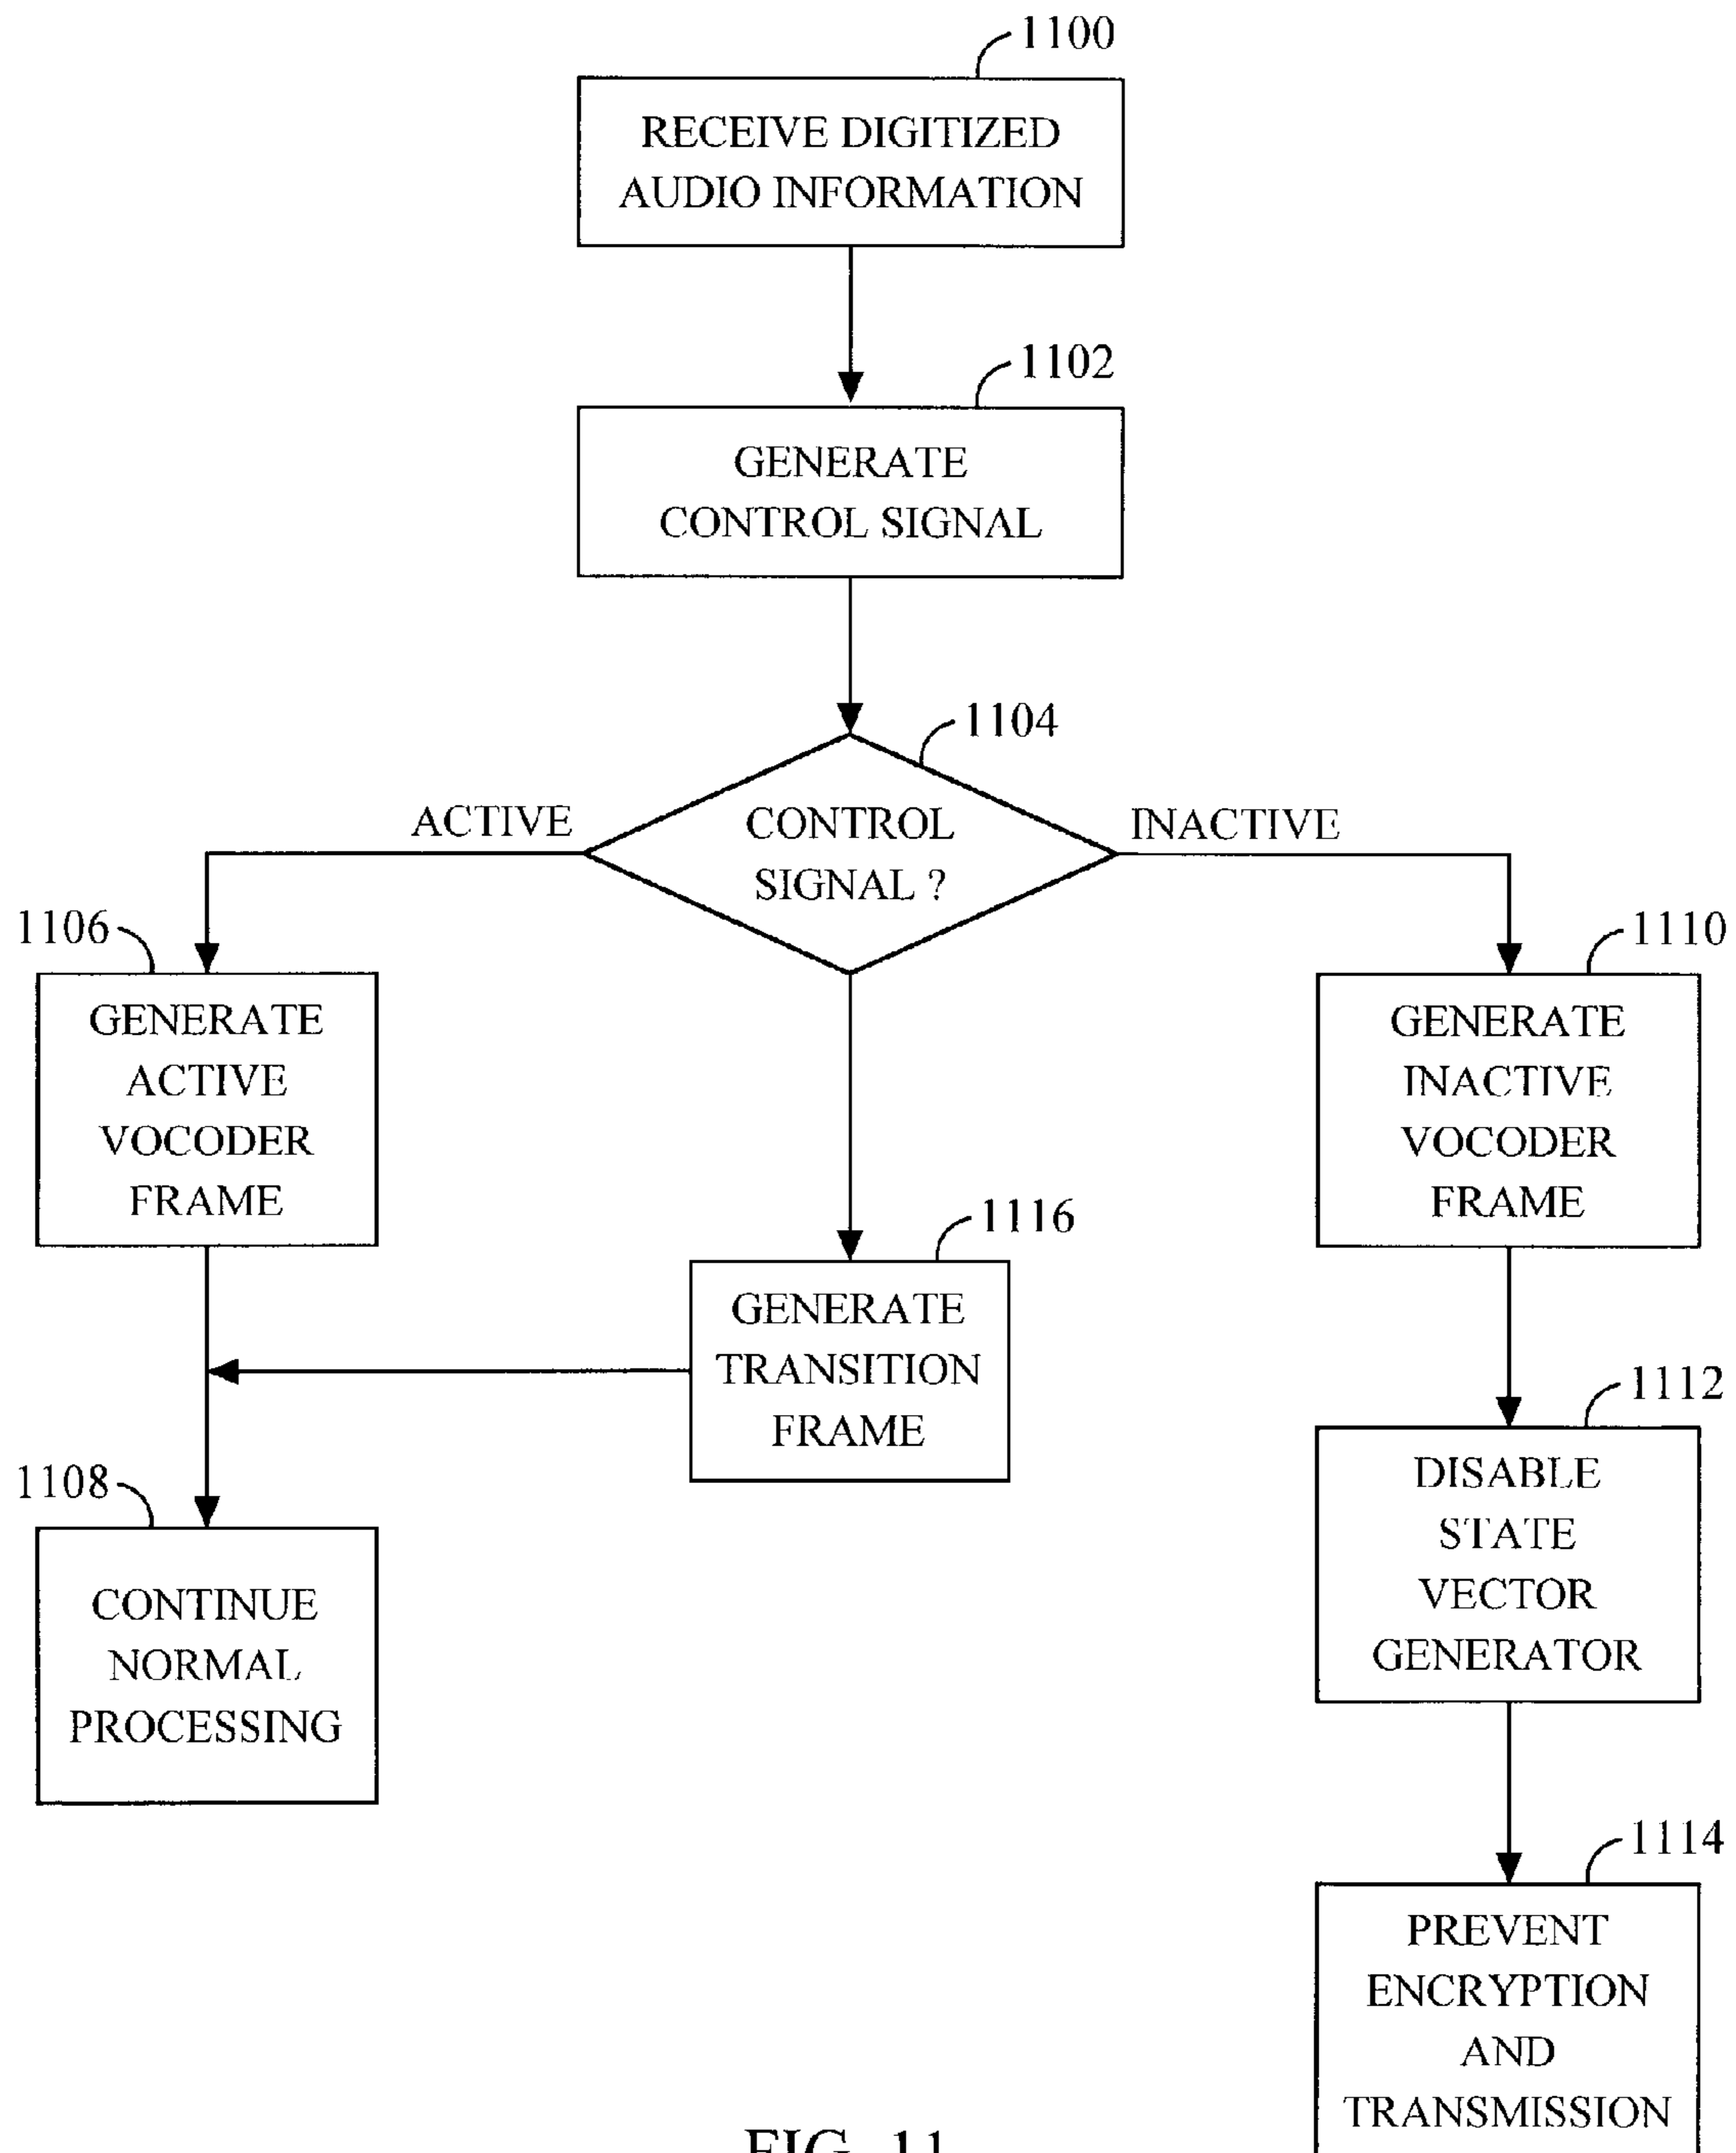 1100
RECEIVE DIGITIZED
AUDIO INFORMATION
1102
GENERATE
CONTROL SIGNAL
1104
CONTROL
SIGNAL ?
ACTIVE
INACTIVE
1106
GENERATE
ACTIVE
VOCODER
FRAME
1110
GENERATE
INACTIVE
VOCODER
FRAME
1116
GENERATE
TRANSITION
FRAME
1108
CONTINUE
NORMAL
PROCESSING
1112
DISABLE
STATE
VECTOR
GENERATOR
1114
PREVENT
ENCRYPTION
AND
TRANSMISSION
FIG. 11